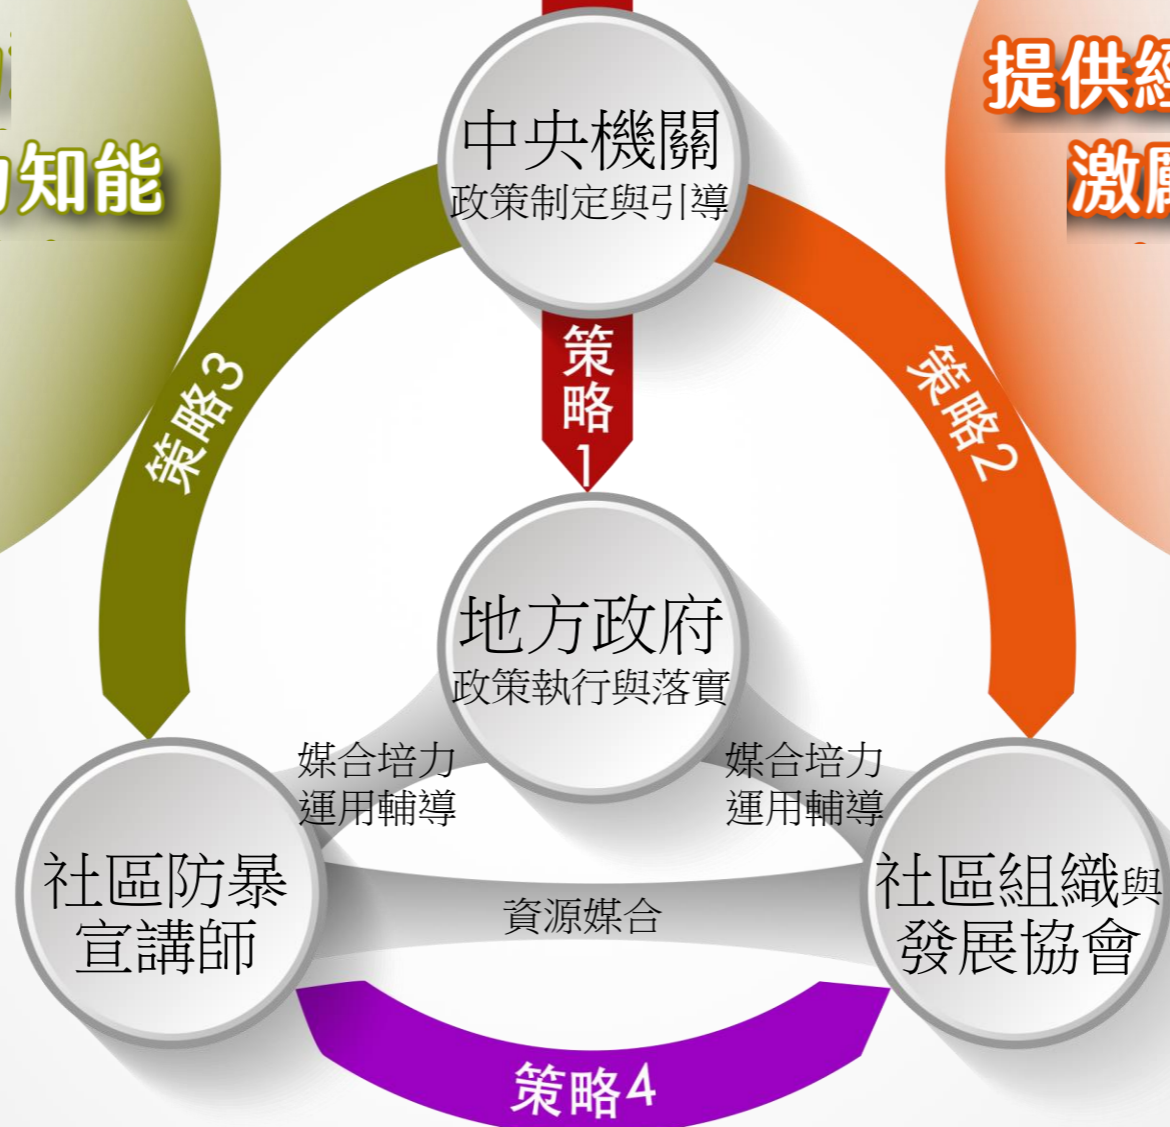 知能
提供
激
中央機關
政策制定與引導
策略1
策略3
策略2
地方政府
政策執行與落實
媒合培力
運用輔導
媒合培力
運用輔導
社區防暴
宣講師
資源媒合
社區組織與
發展協會
策略4